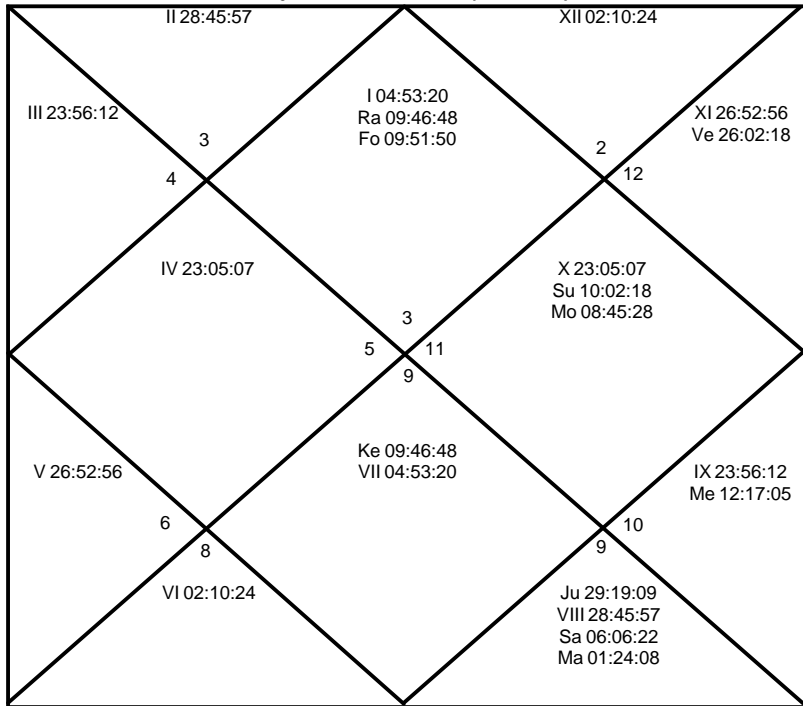 II 28:45:57
XII 02:10:24
I 04:53:20
Ra 09:46:48
Fo 09:51:50
III 23:56:12
XI 26:52:56
Ve 26:02:18
3
2
4
12
IV 23:05:07
X 23:05:07
Su 10:02:18
Mo 08:45:28
3
5
11
9
Ke 09:46:48
VII 04:53:20
V 26:52:56
IX 23:56:12
Me 12:17:05
6
10
8
9
VI 02:10:24
Ju 29:19:09
VIII 28:45:57
Sa 06:06:22
Ma 01:24:08